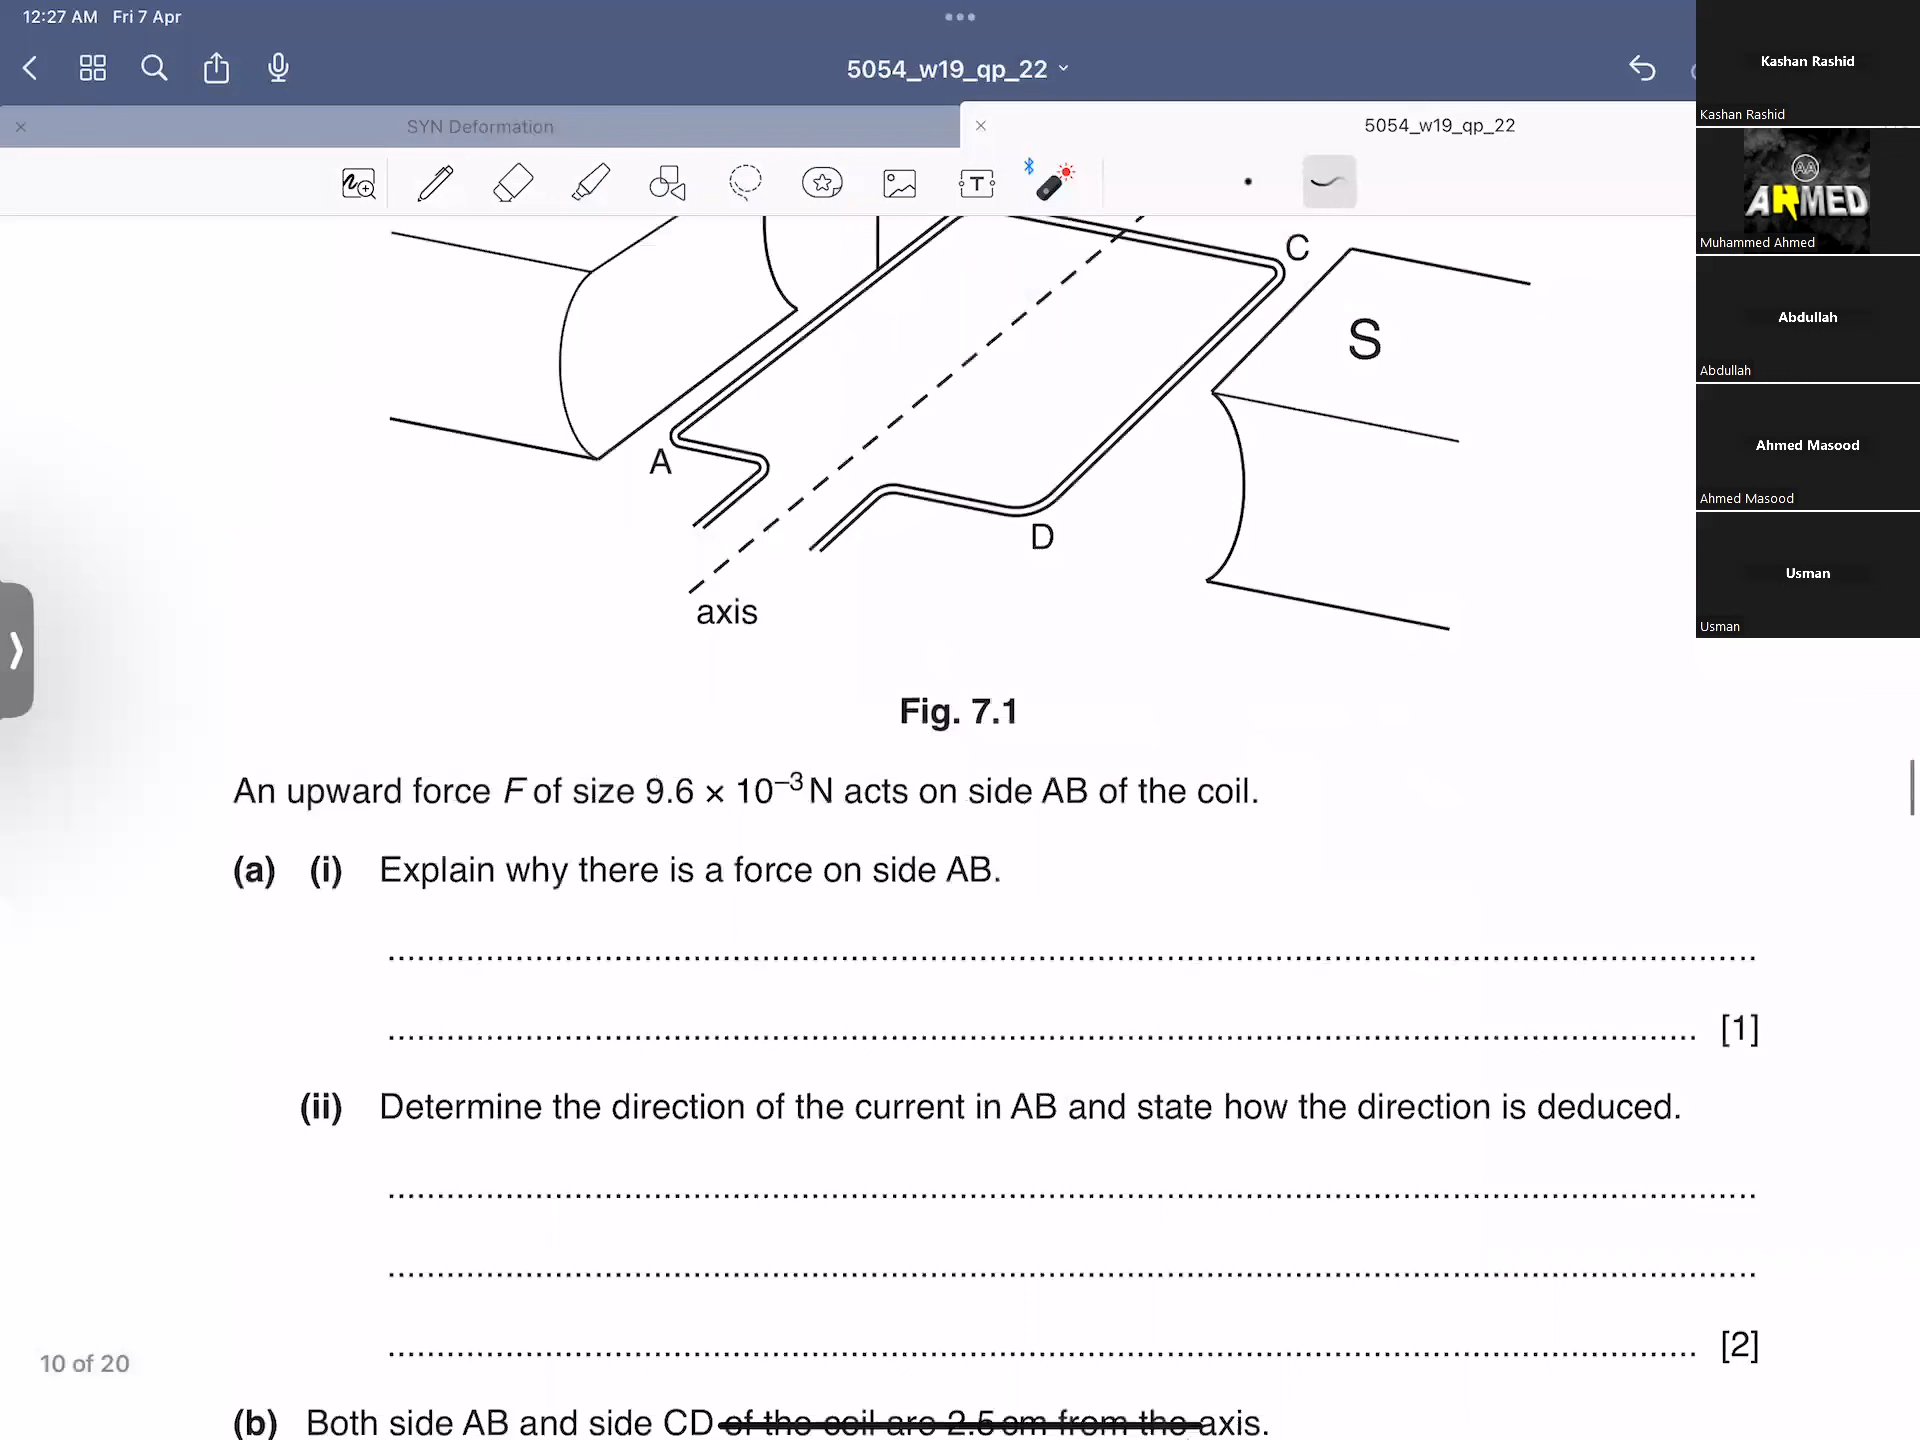 12:27 AM Fri 7 Apr
5054_w19_qp_22
SYN Deformation
5054_w19_qp_22
T
Kashan Rashid
Kashan Rashid
AA
ARMED
Muhammed Ahmed
Abdullah
Abdullah
Ahmed Masood
Ahmed Masood
Usman
Usman
C
S
A
D
axis
Fig. 7.1
An upward force F of size 9.6 × 10⁻³ N acts on side AB of the coil.
(a) (i) Explain why there is a force on side AB.
[1]
(ii) Determine the direction of the current in AB and state how the direction is deduced.
[2]
10 of 20
(b) Both side AB and side CD of the coil are 2.5 cm from the axis.